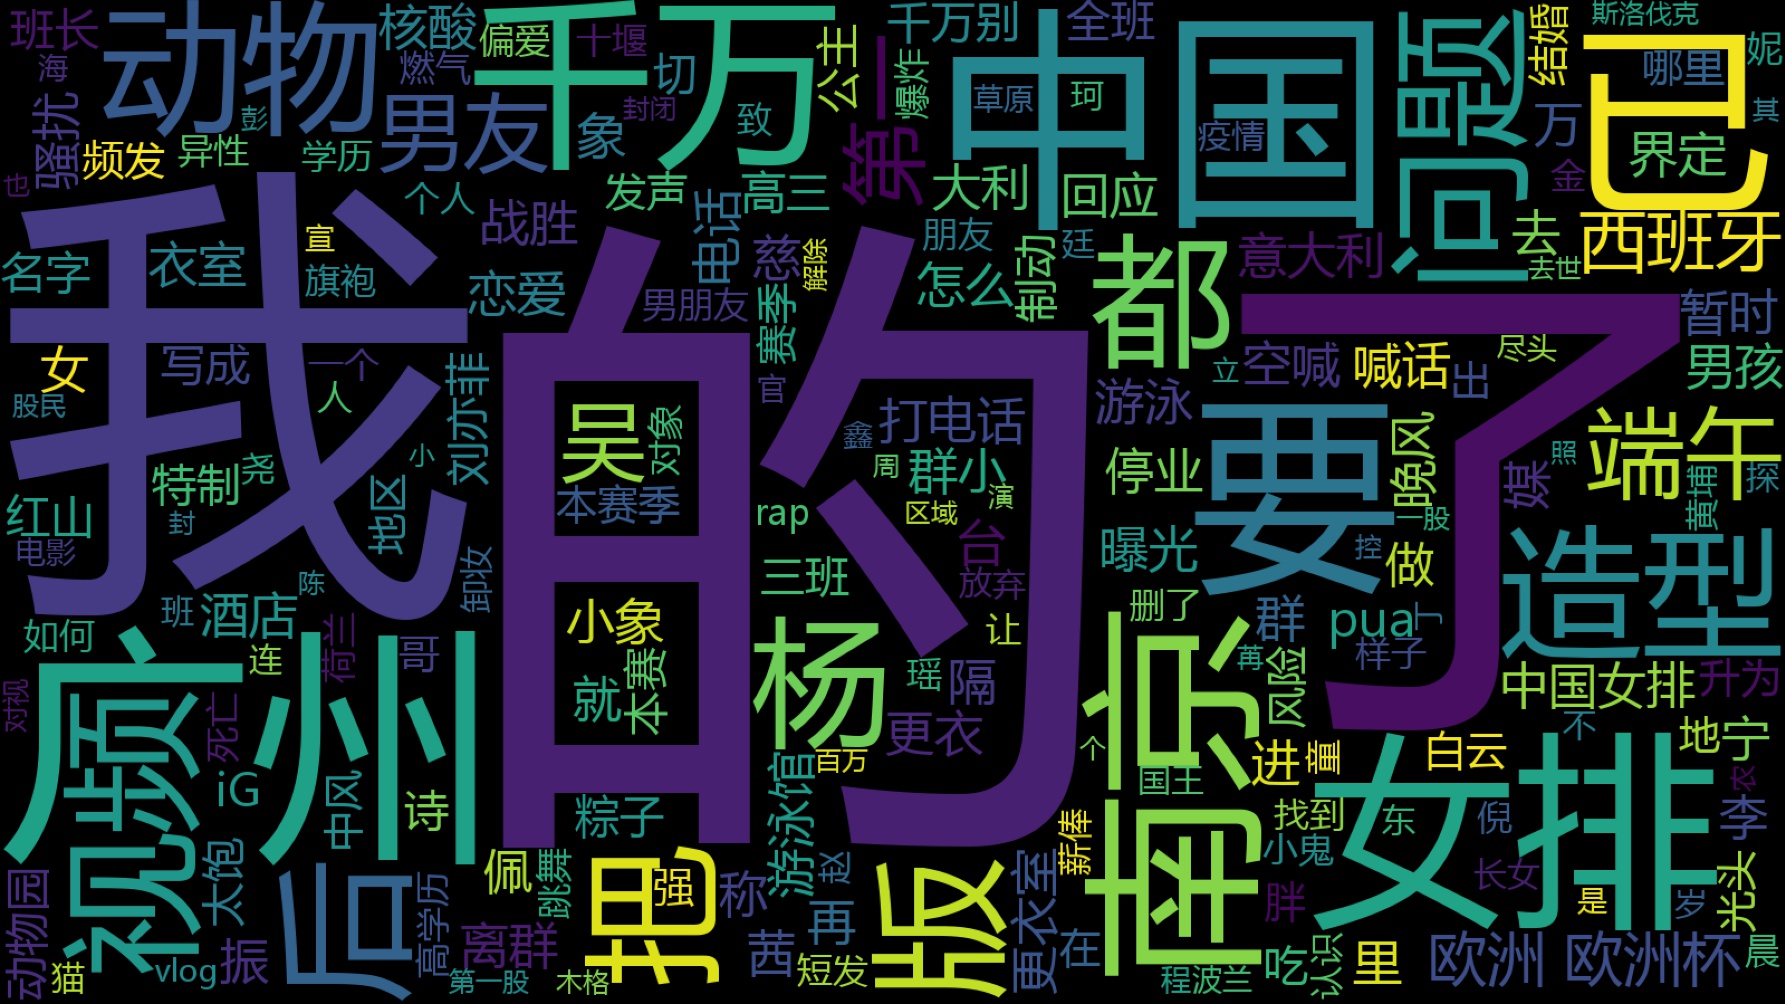 班长
动物
核酸
千万
千万别
全班
斯洛伐克
海
燃气
偏爱
十堰
切
公主
爆炸
第一
中国
草原
珂
疫情
问题
结婚
已
哪里
妮
骚扰
彭
男友
封闭
象
致
万
其
频发
异性
学历
界定
也
个人
战胜
发声
高三
大利
回应
金
我
的
电话
朋友
廷
都
意大利
去
去世
西班牙
名字
衣室
宣
旗袍
恋爱
男朋友
慈
解除
怎么
制动
了
暂时
女
写成
一个
人
刘亦菲
赛季
官
立
空喊
喊话
出
尽头
男孩
股民
吴
对象
鑫
打电话
游泳
要
晚风
端午
特制
尧
小
地区
本赛季
周
群小
停业
媒
照
探
黄埔
红山
封
rap
区域
演
一股
电影
卸妆
三班
台
曝光
控
做
造型
陈
放弃
班
酒店
小象
让
删了
群
pua
如何
荷兰
哥
杨
苒
样子
广州
连
就
本赛
瑶
隔
南京
风险
中国女排
升为
对视
视频
死亡
更衣
个
不
地宁
iG
中风
诗
粽子
游泳馆
百万
国王
进
童
女排
白云
农
找到
东
倪
李
薪俸
小鬼
太饱
后
高学历
佩
跳舞
把
强
称
赵
版
更衣室
胖
长女
是
岁
光头
动物园
离群
茜
再
在
猫
vlog
振
第一股
木格
短发
程波兰
吃
认识
里
欧洲
欧洲杯
晨